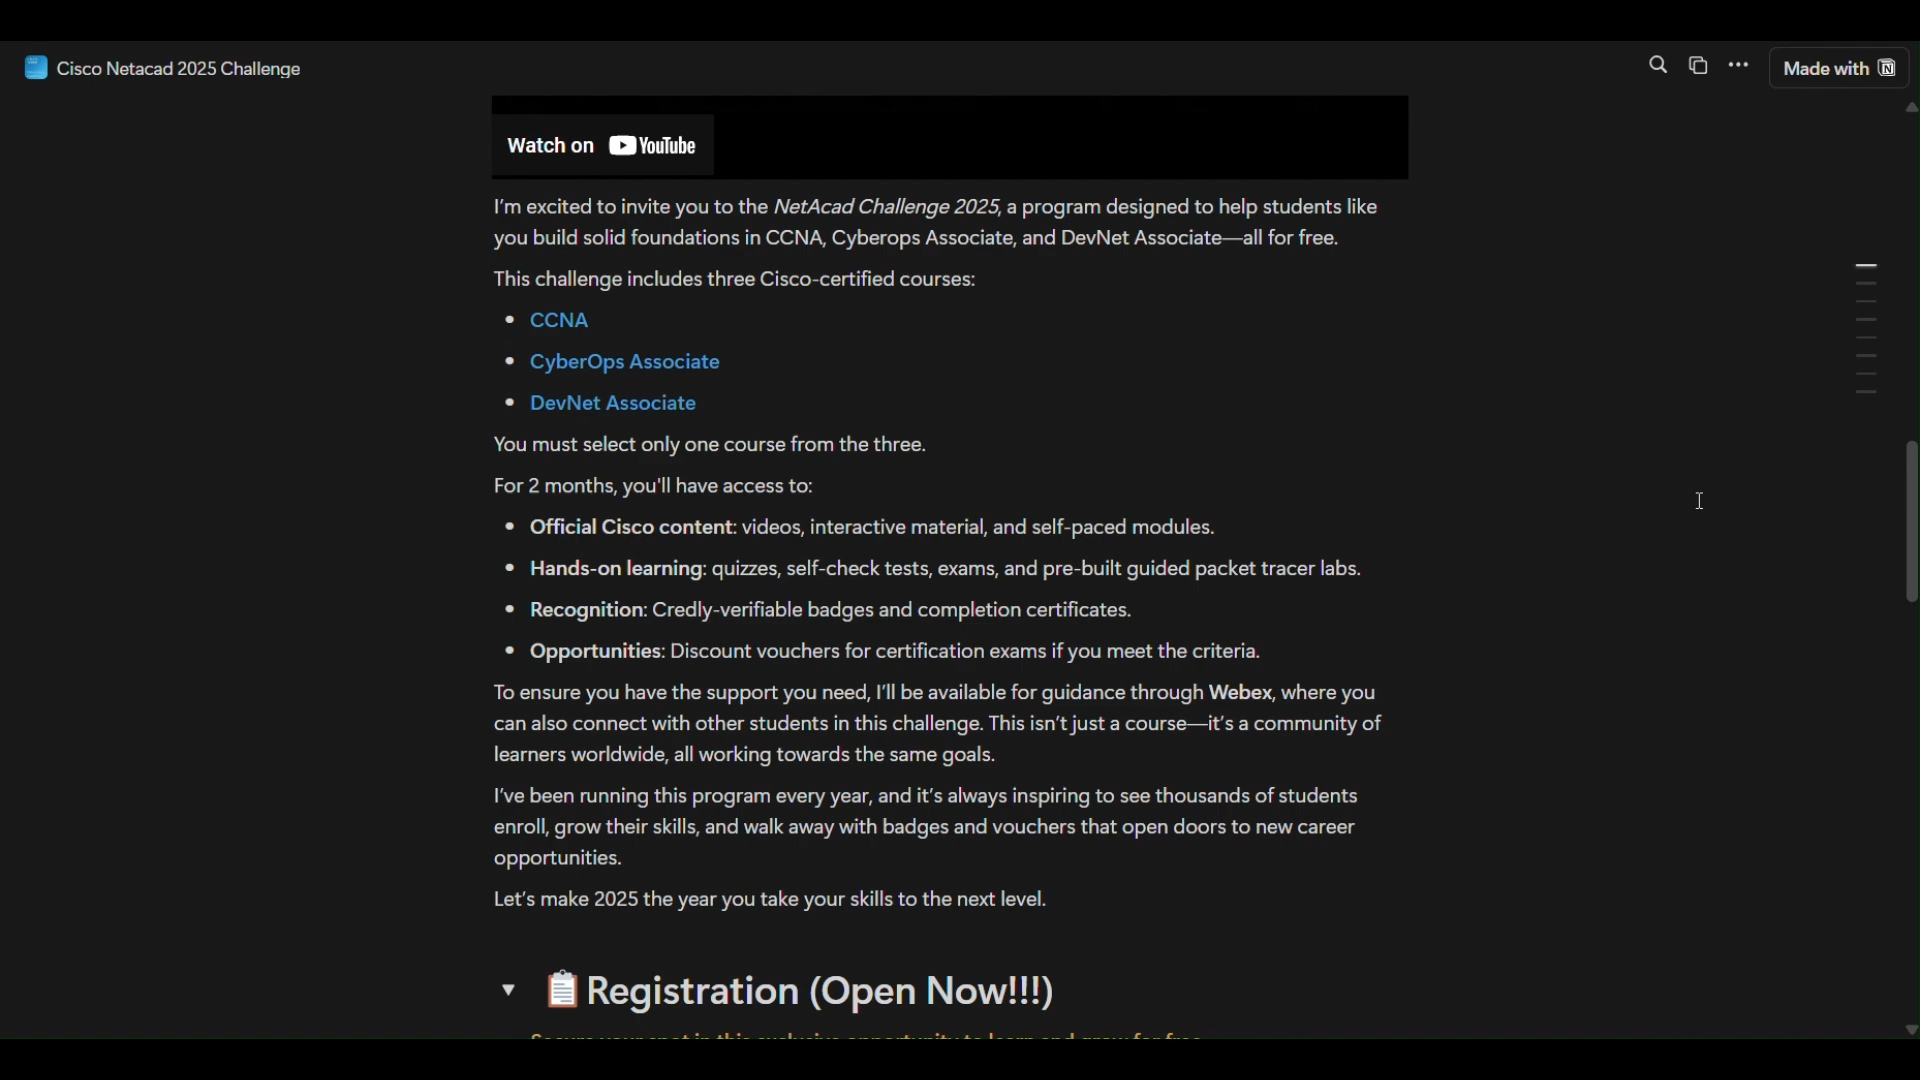 Cisco Netacad 2025 Challenge
Made with
Watch on YouTube
I'm excited to invite you to the NetAcad Challenge 2025, a program designed to help students like
you build solid foundations in CCNA, Cyberops Associate, and DevNet Associate—all for free.
This challenge includes three Cisco-certified courses:
• CCNA
• CyberOps Associate
• DevNet Associate
You must select only one course from the three.
For 2 months, you'll have access to:
• Official Cisco content: videos, interactive material, and self-paced modules.
• Hands-on learning: quizzes, self-check tests, exams, and pre-built guided packet tracer labs.
• Recognition: Credly-verifiable badges and completion certificates.
• Opportunities: Discount vouchers for certification exams if you meet the criteria.
To ensure you have the support you need, I'll be available for guidance through Webex, where you
can also connect with other students in this challenge. This isn't just a course—it's a community of
learners worldwide, all working towards the same goals.
I've been running this program every year, and it's always inspiring to see thousands of students
enroll, grow their skills, and walk away with badges and vouchers that open doors to new career
opportunities.
Let's make 2025 the year you take your skills to the next level.
Registration (Open Now!!!)